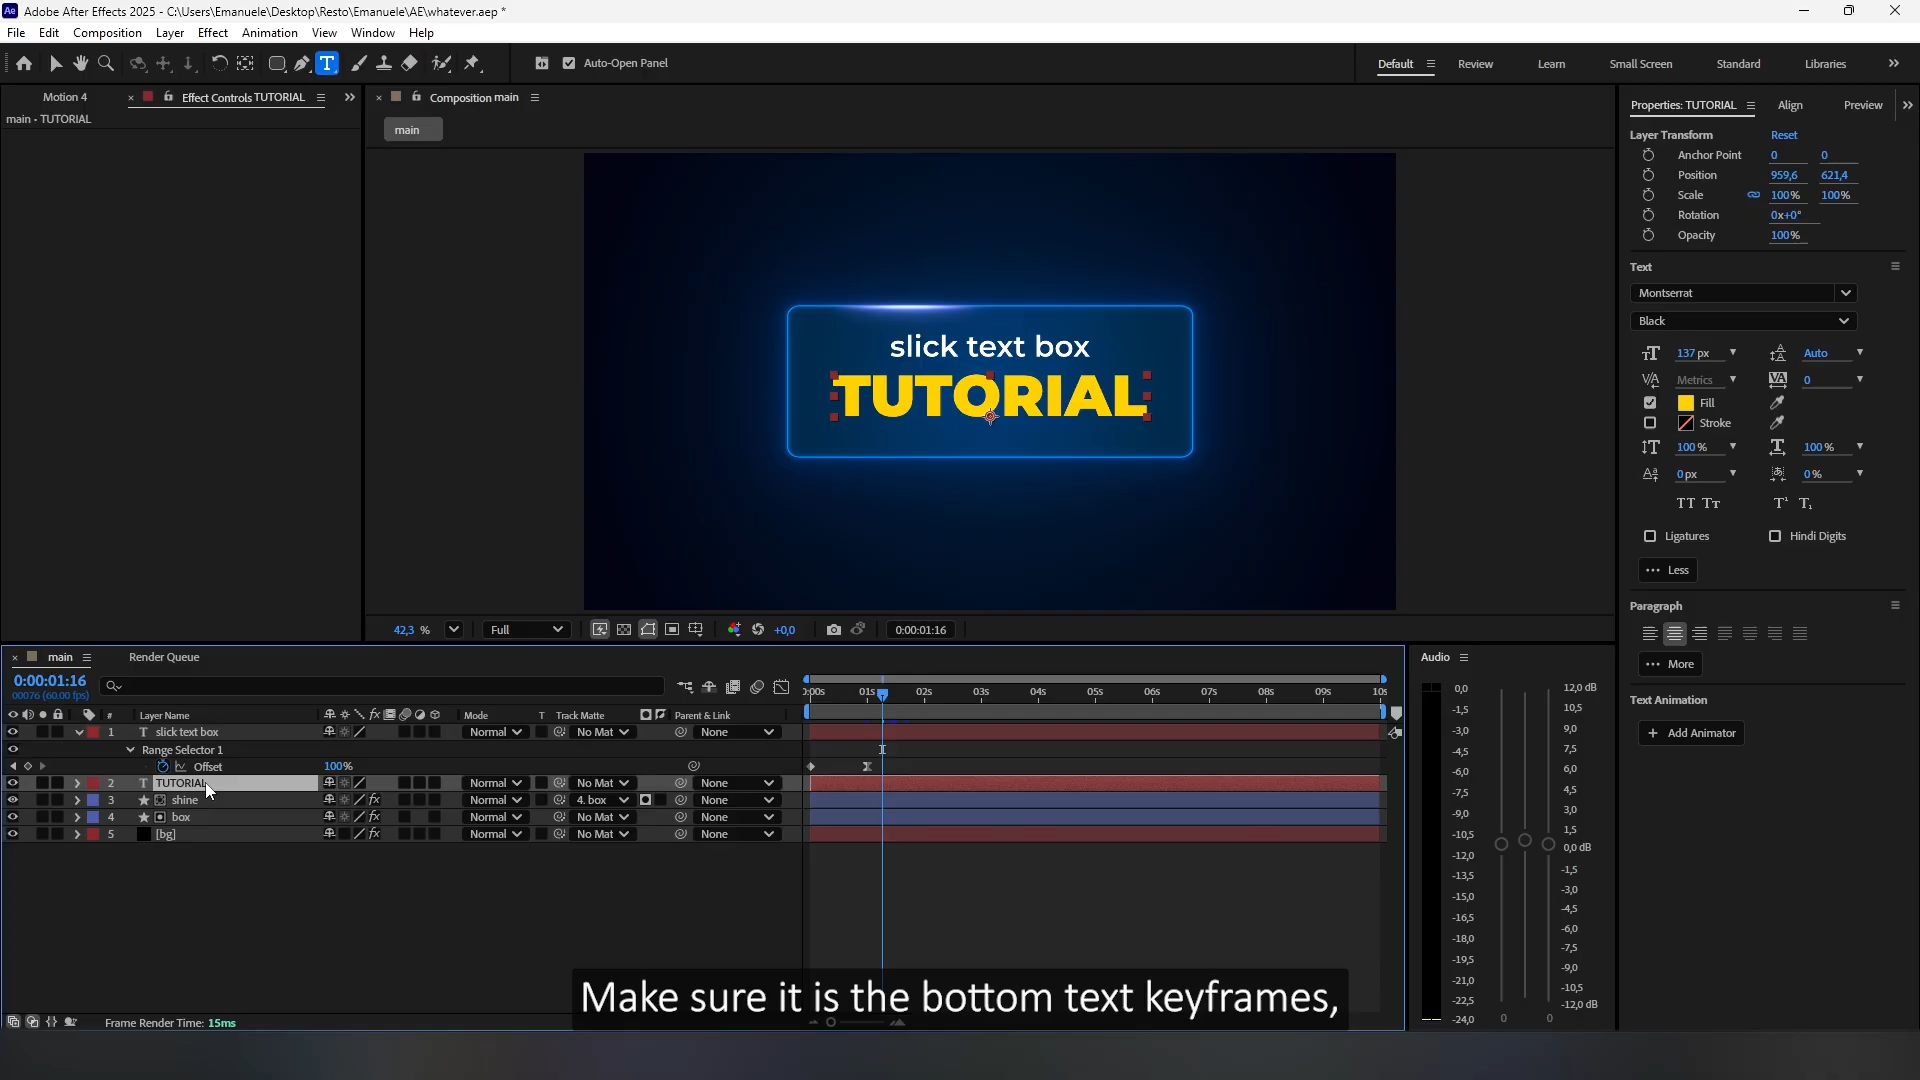 Adobe After Effects 2025 - C:\Users\Emanuele\Desktop\Resto\Emanuele\AE\whatever.aep *
File Edit Composition Layer Effect Animation View Window Help
Auto-Open Panel
Default Review Learn Small Screen Standard Libraries
Motion 4 Effect Controls TUTORIAL
main - TUTORIAL
Composition main
main
slick text box
TUTORIAL
42,3 % Full +0,0 0:00:01:16
Properties: TUTORIAL Align Preview
Layer Transform Reset
Anchor Point 0 0
Position 959,6 621,4
Scale 100% 100%
Rotation 0x+0°
Opacity 100%
Text
Montserrat
Black
137 px Auto
Metrics 0
Fill
Stroke
100 % 100 %
0 px 0 %
TT Tt T¹ T₁
Ligatures Hindi Digits
Less
Paragraph
More
Text Animation
+ Add Animator
main Render Queue
0:00:01:16
00076 (60.00 fps)
# Layer Name Mode T Track Matte Parent & Link
1 T slick text box Normal No Mat None
Range Selector 1
Offset 100%
2 T TUTORIAL Normal No Mat None
3 shine Normal 4. box None
4 box Normal No Mat None
5 [bg] Normal No Mat None
01s 02s 03s 04s 05s 06s 07s 08s 09s 10s
Make sure it is the bottom text keyframes,
Frame Render Time: 15ms
Audio
0,0
-1,5
-3,0
-4,5
-6,0
-7,5
-9,0
-10,5
-12,0
-13,5
-15,0
-16,5
-18,0
-19,5
-21,0
-22,5
-24,0
0 0
12,0 dB
10,5
9,0
7,5
6,0
4,5
3,0
1,5
0,0 dB
-1,5
-3,0
-4,5
-6,0
-7,5
-9,0
-10,5
-12,0 dB